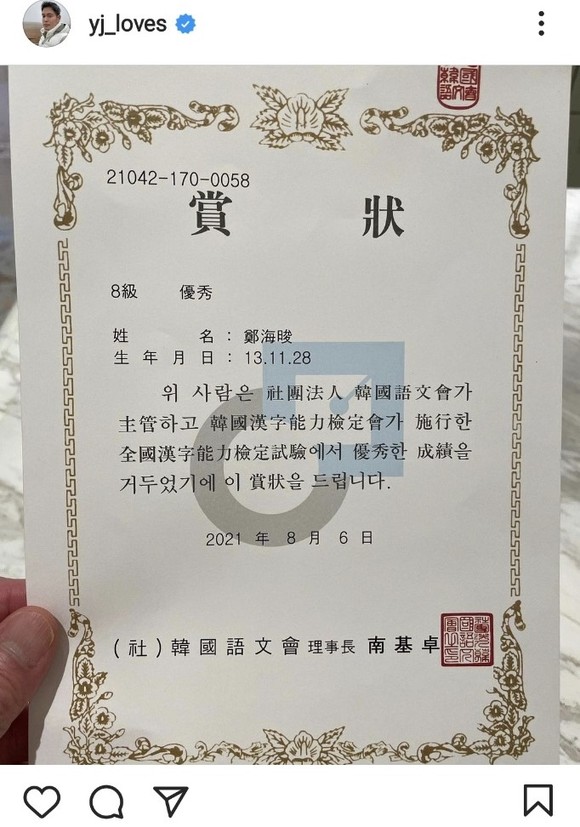 yj_loves
21042-170-0058
賞 狀
8級 優秀
姓 名 : 鄭海晙
生 年 月 日 : 13.11.28
위 사람은 社團法人 韓國語文會가
主管하고 韓國漢字能力檢定會가 施行한
全國漢字能力檢定試驗에서 優秀한 成績을
거두었기에 이 賞狀을 드립니다.
2021 年 8 月 6 日
(社)韓國語文會 理事長 南基卓